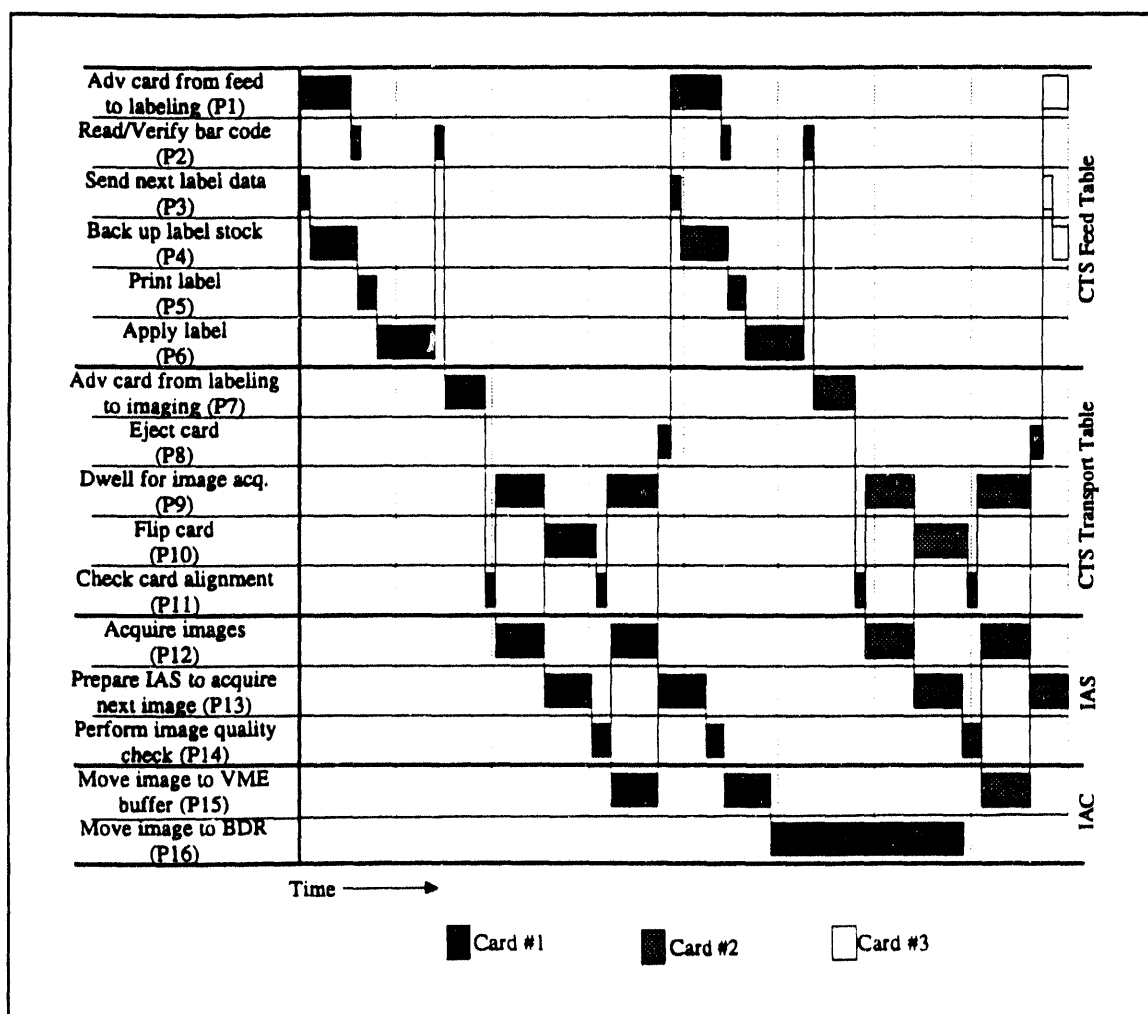 Adv card from feed
to labeling (P1)
Read/Verify bar code
(P2)
Send next label data
(P3)
Back up label stock
(P4)
Print label
(P5)
Apply label
(P6)
Adv card from labeling
to imaging (P7)
Eject card
(P8)
Dwell for image acq.
(P9)
Flip card
(P10)
Check card alignment
(P11)
Acquire images
(P12)
Prepare IAS to acquire
next image (P13)
Perform image quality
check (P14)
Move image to VME
buffer (P15)
Move image to BDR
(P16)
CTS Feed Table
CTS Transport Table
IAS
IAC
Time
Card #1
Card #2
Card #3